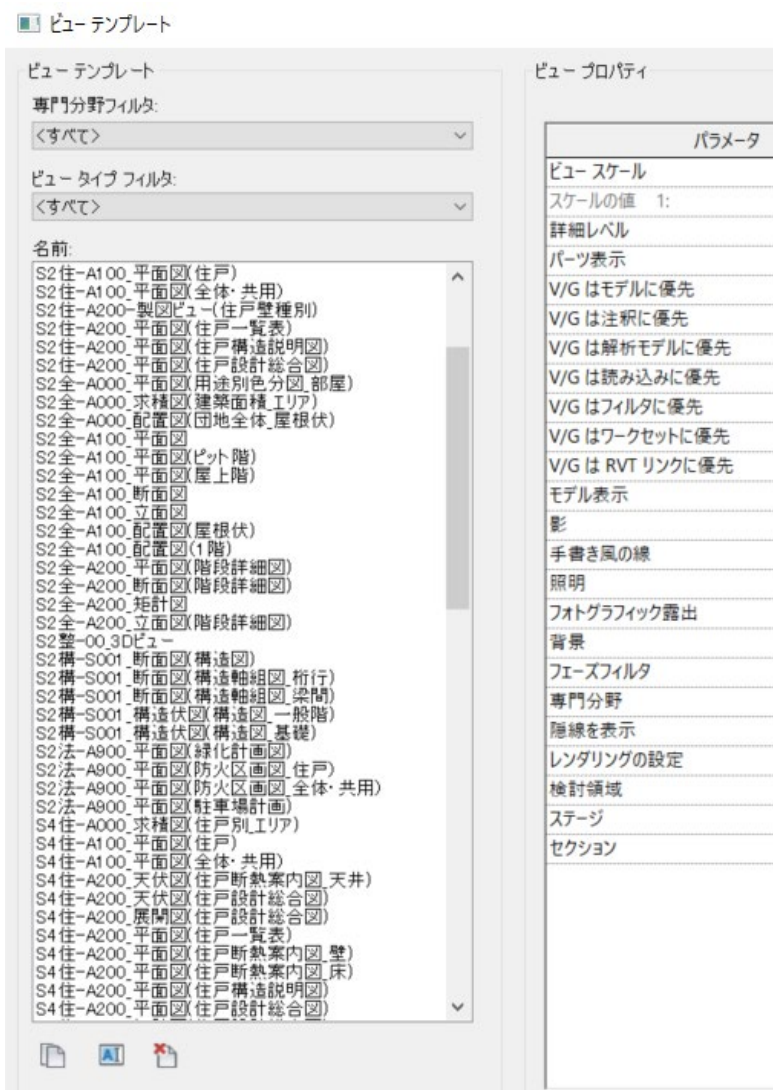 ビュー テンプレート
ビュー テンプレート
専門分野フィルタ:
<すべて>
ビュー タイプ フィルタ:
<すべて>
名前:
S2住-A100_平面図(住戸)
S2住-A100_平面図(全体・共用)
S2住-A200-製図ビュー(住戸壁種別)
S2住-A200_平面図(住戸一覧表)
S2住-A200_平面図(住戸構造説明図)
S2住-A200_平面図(住戸設計総合図)
S2全-A000_平面図(用途別色分図_部屋)
S2全-A000_求積図(建築面積_エリア)
S2全-A000_配置図(団地全体_屋根伏)
S2全-A100_平面図
S2全-A100_平面図(ピット階)
S2全-A100_平面図(屋上階)
S2全-A100_断面図
S2全-A100_立面図
S2全-A100_配置図(屋根伏)
S2全-A100_配置図(1階)
S2全-A200_平面図(階段詳細図)
S2全-A200_断面図(階段詳細図)
S2全-A200_矩計図
S2全-A200_立面図(階段詳細図)
S2整-00_3Dビュー
S2構-S001_断面図(構造図)
S2構-S001_断面図(構造軸組図_桁行)
S2構-S001_断面図(構造軸組図_梁間)
S2構-S001_構造伏図(構造図_一般階)
S2構-S001_構造伏図(構造図_基礎)
S2法-A900_平面図(緑化計画図)
S2法-A900_平面図(防火区画図_住戸)
S2法-A900_平面図(防火区画図_全体・共用)
S2法-A900_平面図(駐車場計画)
S4住-A000_求積図(住戸別_エリア)
S4住-A100_平面図(住戸)
S4住-A100_平面図(全体・共用)
S4住-A200_天伏図(住戸断熱案内図_天井)
S4住-A200_天伏図(住戸設計総合図)
S4住-A200_展開図(住戸設計総合図)
S4住-A200_平面図(住戸一覧表)
S4住-A200_平面図(住戸断熱案内図_壁)
S4住-A200_平面図(住戸断熱案内図_床)
S4住-A200_平面図(住戸構造説明図)
S4住-A200_平面図(住戸設計総合図)
ビュー プロパティ
パラメータ
ビュー スケール
スケールの値 1:
詳細レベル
パーツ表示
V/G はモデルに優先
V/G は注釈に優先
V/G は解析モデルに優先
V/G は読み込みに優先
V/G はフィルタに優先
V/G はワークセットに優先
V/G は RVT リンクに優先
モデル表示
影
手書き風の線
照明
フォトグラフィック露出
背景
フェーズフィルタ
専門分野
隠線を表示
レンダリングの設定
検討領域
ステージ
セクション